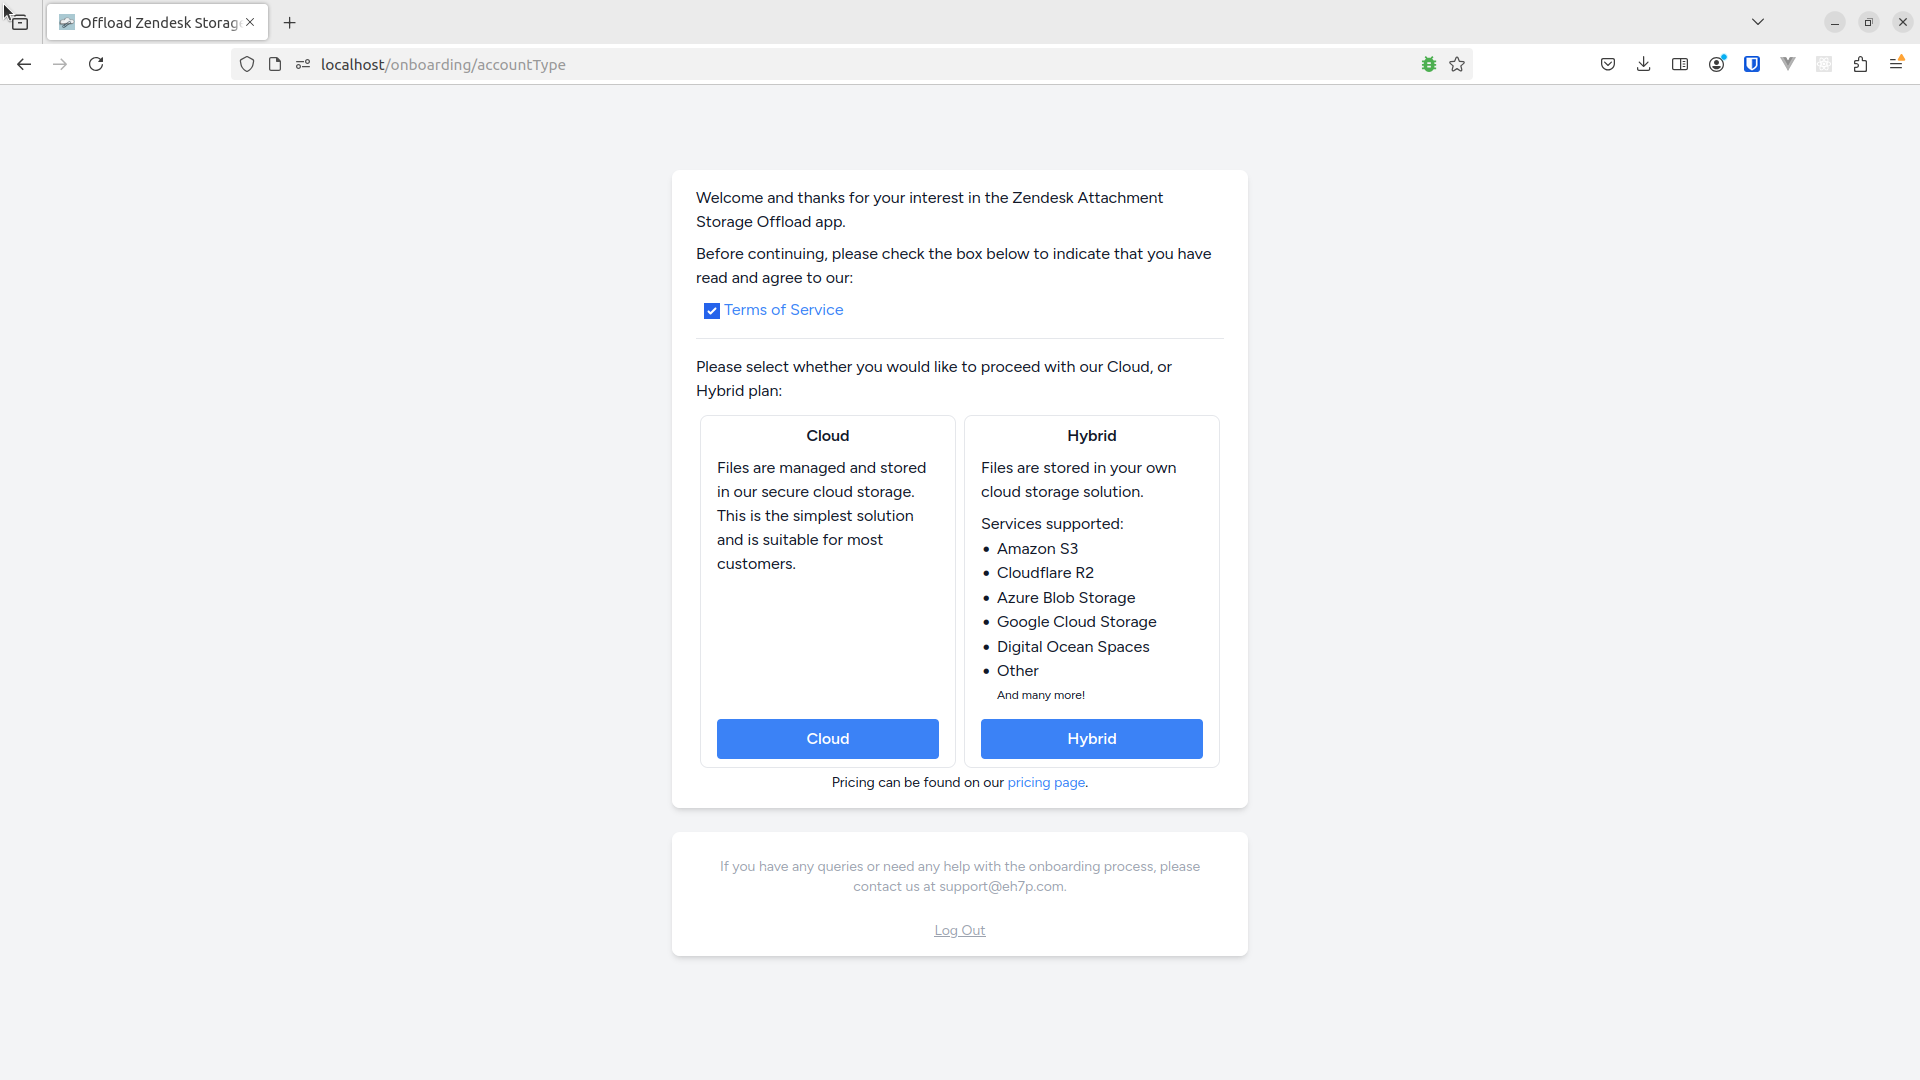 Offload Zendesk Storag
localhost/onboarding/accountType
Welcome and thanks for your interest in the Zendesk Attachment
Storage Offload app.
Before continuing, please check the box below to indicate that you have
read and agree to our:
Terms of Service
Please select whether you would like to proceed with our Cloud, or
Hybrid plan:
Cloud
Files are managed and stored
in our secure cloud storage.
This is the simplest solution
and is suitable for most
customers.
Cloud
Hybrid
Files are stored in your own
cloud storage solution.
Services supported:
• Amazon S3
• Cloudflare R2
• Azure Blob Storage
• Google Cloud Storage
• Digital Ocean Spaces
• Other
And many more!
Hybrid
Pricing can be found on our pricing page.
If you have any queries or need any help with the onboarding process, please
contact us at support@eh7p.com.
Log Out